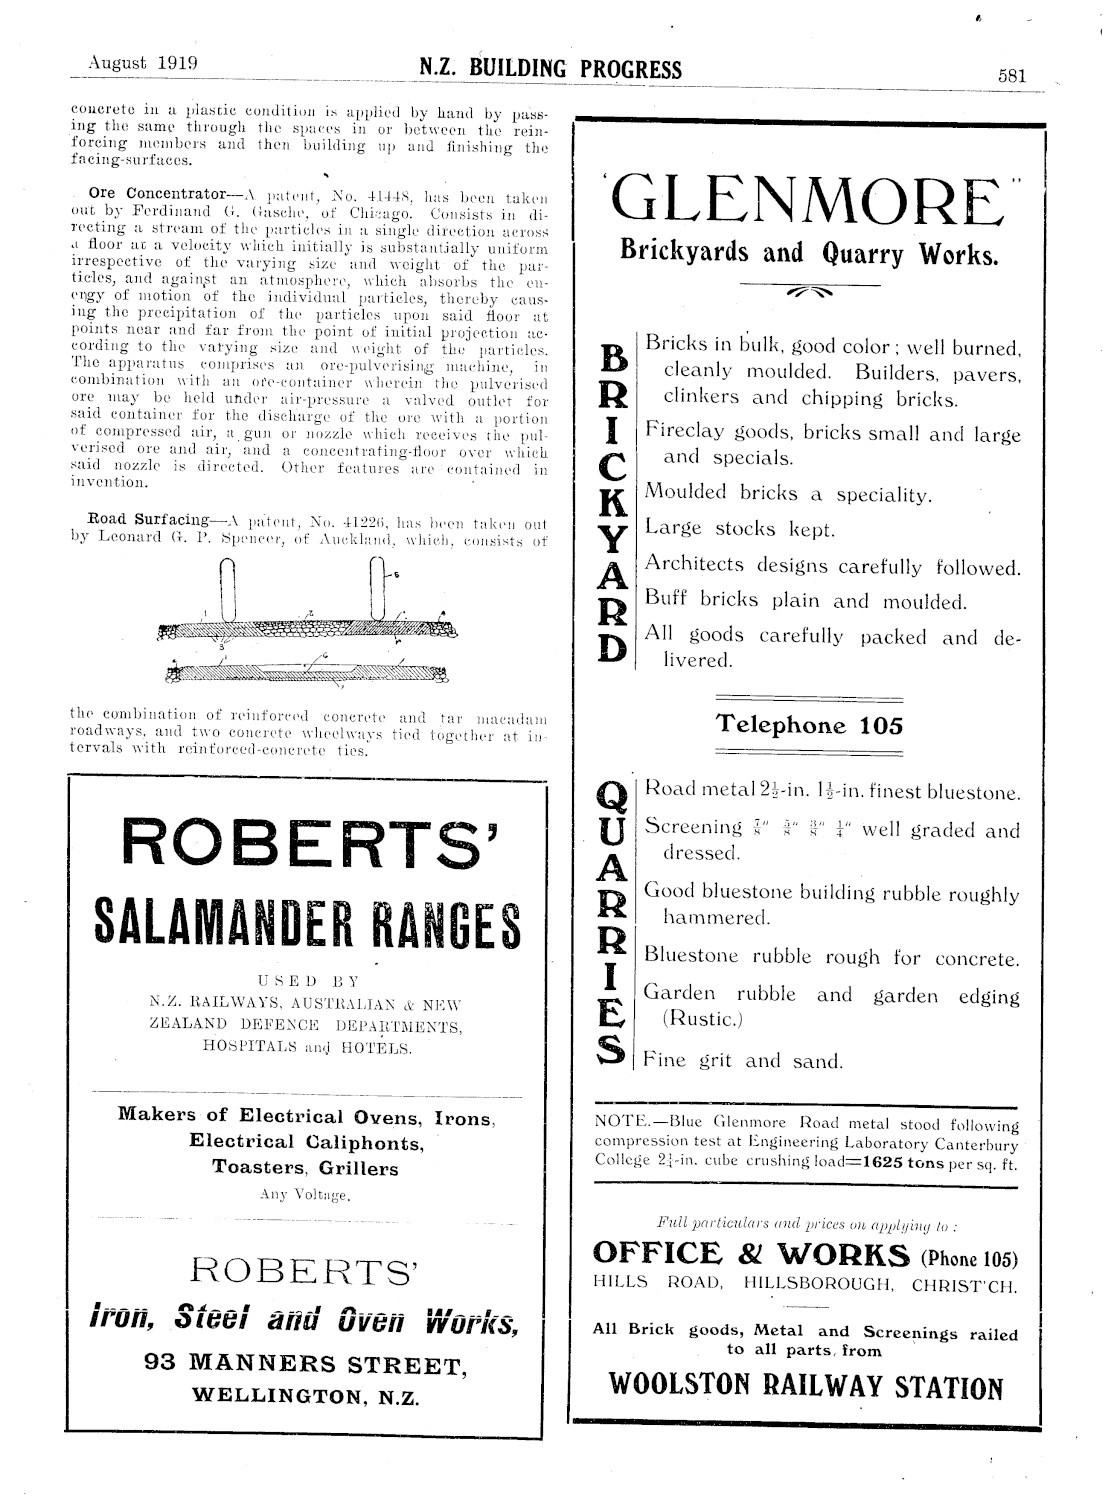 August 1919
N.Z. BUILDING PROGRESS
581
concrete in a plastic condition is applied by hand by pass-
ing the same through the spaces in or between the rein-
forcing members and then building up and finishing the
facing-surfaces.
Ore Concentrator—A patent, No. 41448, has been taken
out by Ferdinand G. Gasche, of Chicago. Consists in di-
recting a stream of the particles in a single direction across
a floor at a velocity which initially is substantially uniform
irrespective of the varying size and weight of the par-
ticles, and against an atmosphere, which absorbs the en-
ergy of motion of the individual particles, thereby caus-
ing the precipitation of the particles upon said floor at
points near and far from the point of initial projection ac-
cording to the varying size and weight of the particles.
The apparatus comprises an ore-pulverising machine, in
combination with an ore-container wherein the pulverised
ore may be held under air-pressure a valved outlet for
said container for the discharge of the ore with a portion
of compressed air, a gun or nozzle which receives the pul-
verised ore and air, and a concentrating-floor over which
said nozzle is directed. Other features are contained in
invention.
Road Surfacing—A patent, No. 41226, has been taken out
by Leonard G. P. Spencer, of Auckland, which, consists of
the combination of reinforced concrete and tar macadam
roadways, and two concrete wheelways tied together at in-
tervals with reinforced-concrete ties.
ROBERTS'
SALAMANDER RANGES
USED BY
N.Z. RAILWAYS, AUSTRALIAN & NEW
ZEALAND DEFENCE DEPARTMENTS,
HOSPITALS and HOTELS.
Makers of Electrical Ovens, Irons,
Electrical Caliphonts,
Toasters, Grillers
Any Voltage.
ROBERTS'
Iron, Steel and Oven Works,
93 MANNERS STREET,
WELLINGTON, N.Z.
'GLENMORE"
Brickyards and Quarry Works.
BRICKYARD
Bricks in bulk, good color; well burned,
cleanly moulded. Builders, pavers,
clinkers and chipping bricks.
Fireclay goods, bricks small and large
and specials.
Moulded bricks a speciality.
Large stocks kept.
Architects designs carefully followed.
Buff bricks plain and moulded.
All goods carefully packed and de-
livered.
Telephone 105
QUARRIES
Road metal 2½-in. 1½-in. finest bluestone.
Screening ⅞" ⅝" ⅜" ¼" well graded and
dressed.
Good bluestone building rubble roughly
hammered.
Bluestone rubble rough for concrete.
Garden rubble and garden edging
(Rustic.)
Fine grit and sand.
NOTE.—Blue Glenmore Road metal stood following
compression test at Engineering Laboratory Canterbury
College 2¼-in. cube crushing load=1625 tons per sq. ft.
Full particulars and prices on applying to :
OFFICE & WORKS (Phone 105)
HILLS ROAD, HILLSBOROUGH, CHRIST'CH.
All Brick goods, Metal and Screenings railed
to all parts from
WOOLSTON RAILWAY STATION